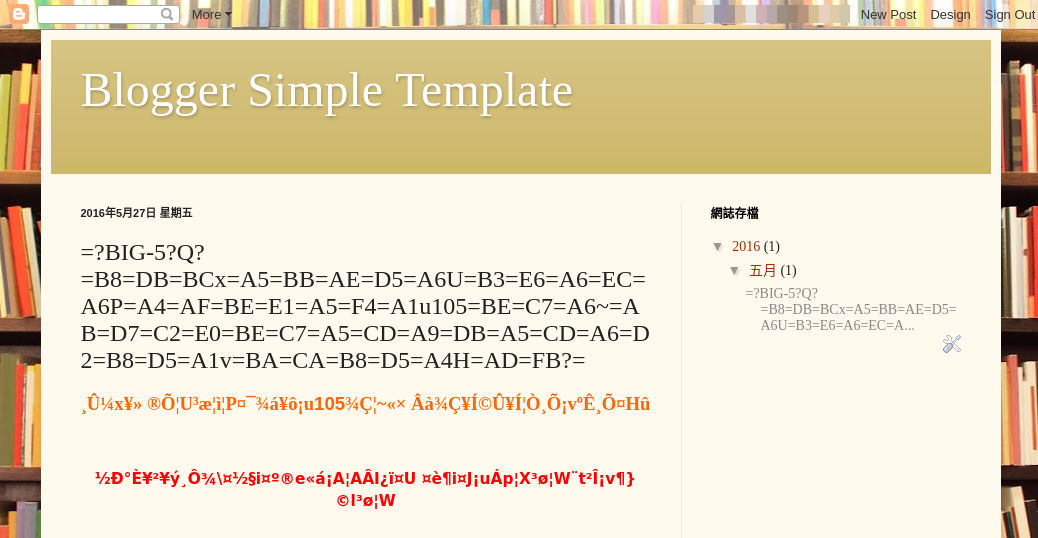 More
New Post Design Sign Out
Blogger Simple Template
2016年5月27日 星期五
=?BIG-5?Q?
=B8=DB=BCx=A5=BB=AE=D5=A6U=B3=E6=A6=EC=
A6P=A4=AF=BE=E1=A5=F4=A1u105=BE=C7=A6~=A
B=D7=C2=E0=BE=C7=A5=CD=A9=DB=A5=CD=A6=D
2=B8=D5=A1v=BA=CA=B8=D5=A4H=AD=FB?=
¸Û¼x¥» ®Õ¦U³æ¦ì¦P¤¯¾á¥ô¡u105¾Ç¦~«× Âà¾Ç¥Í©Û¥Í¦Ò¸Õ¡vºÊ¸Õ¤Hû
½Ð°È¥²¥ý¸Ô¾\¤½§i¤º®e«á¡A¦AÂI¿ï¤U ¤è¶i¤J¡uÁp¦X³ø¦W¨t²Î¡v¶}
©l³ø¦W
網誌存檔
▼ 2016 (1)
▼ 五月 (1)
=?BIG-5?Q?
=B8=DB=BCx=A5=BB=AE=D5=
A6U=B3=E6=A6=EC=A...